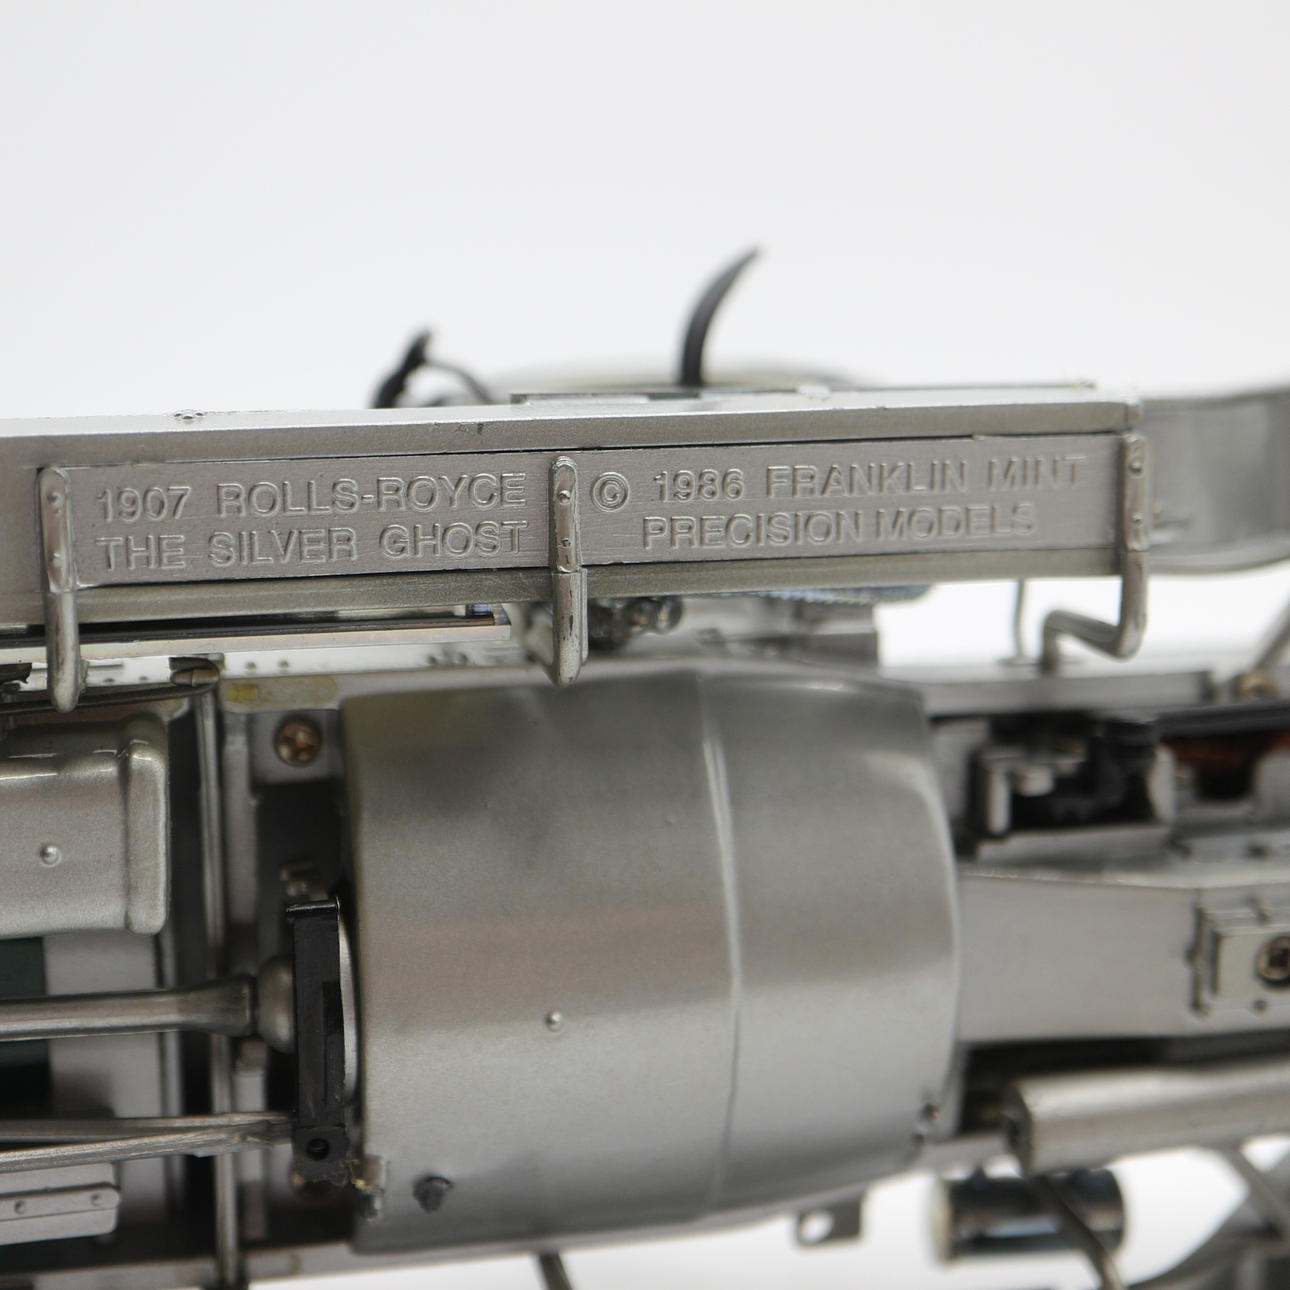 1907 ROLLS-ROYCE
THE SILVER GHOST
© 1986 FRANKLIN MINT
PRECISION MODELS